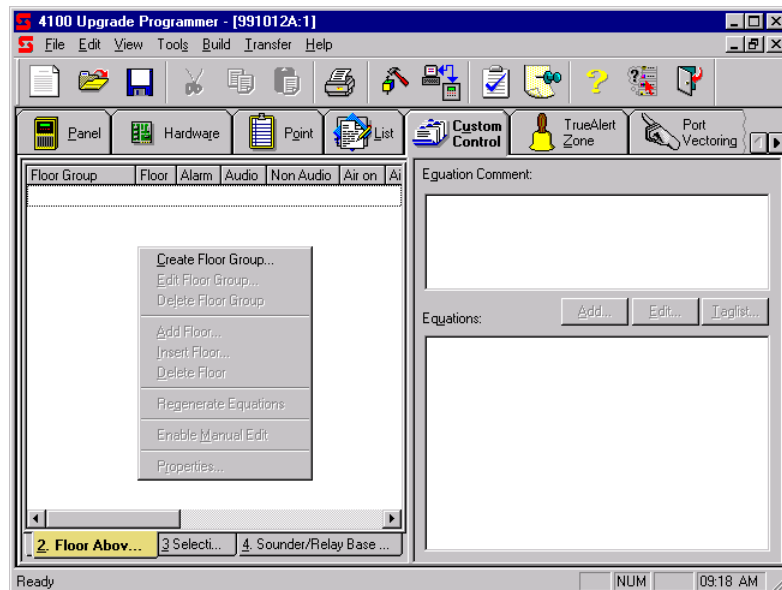 4100 Upgrade Programmer - [991012A:1]
File Edit View Tools Build Transfer Help
Panel Hardware Point List Custom Control TrueAlert Zone Port Vectoring
Floor Group Floor Alarm Audio Non Audio Air on Ai
Create Floor Group...
Edit Floor Group...
Delete Floor Group
Add Floor...
Insert Floor...
Delete Floor
Regenerate Equations
Enable Manual Edit
Properties...
2. Floor Abov... 3 Selecti... 4. Sounder/Relay Base ...
Equation Comment:
Equations: Add... Edit... Taglist...
Ready NUM 09:18 AM